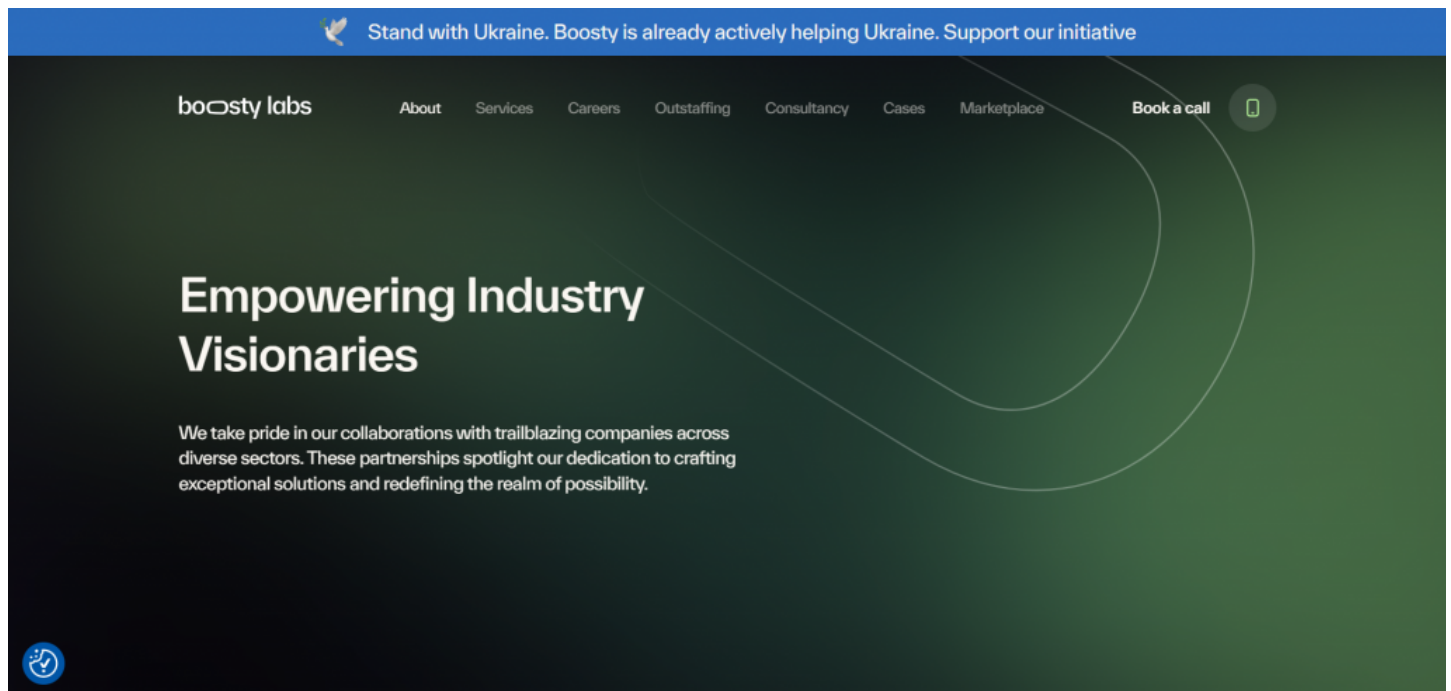 Stand with Ukraine. Boosty is already actively helping Ukraine. Support our initiative
boosty labs
About
Services
Careers
Outstaffing
Consultancy
Cases
Marketplace
Book a call
Empowering Industry
Visionaries
We take pride in our collaborations with trailblazing companies across
diverse sectors. These partnerships spotlight our dedication to crafting
exceptional solutions and redefining the realm of possibility.